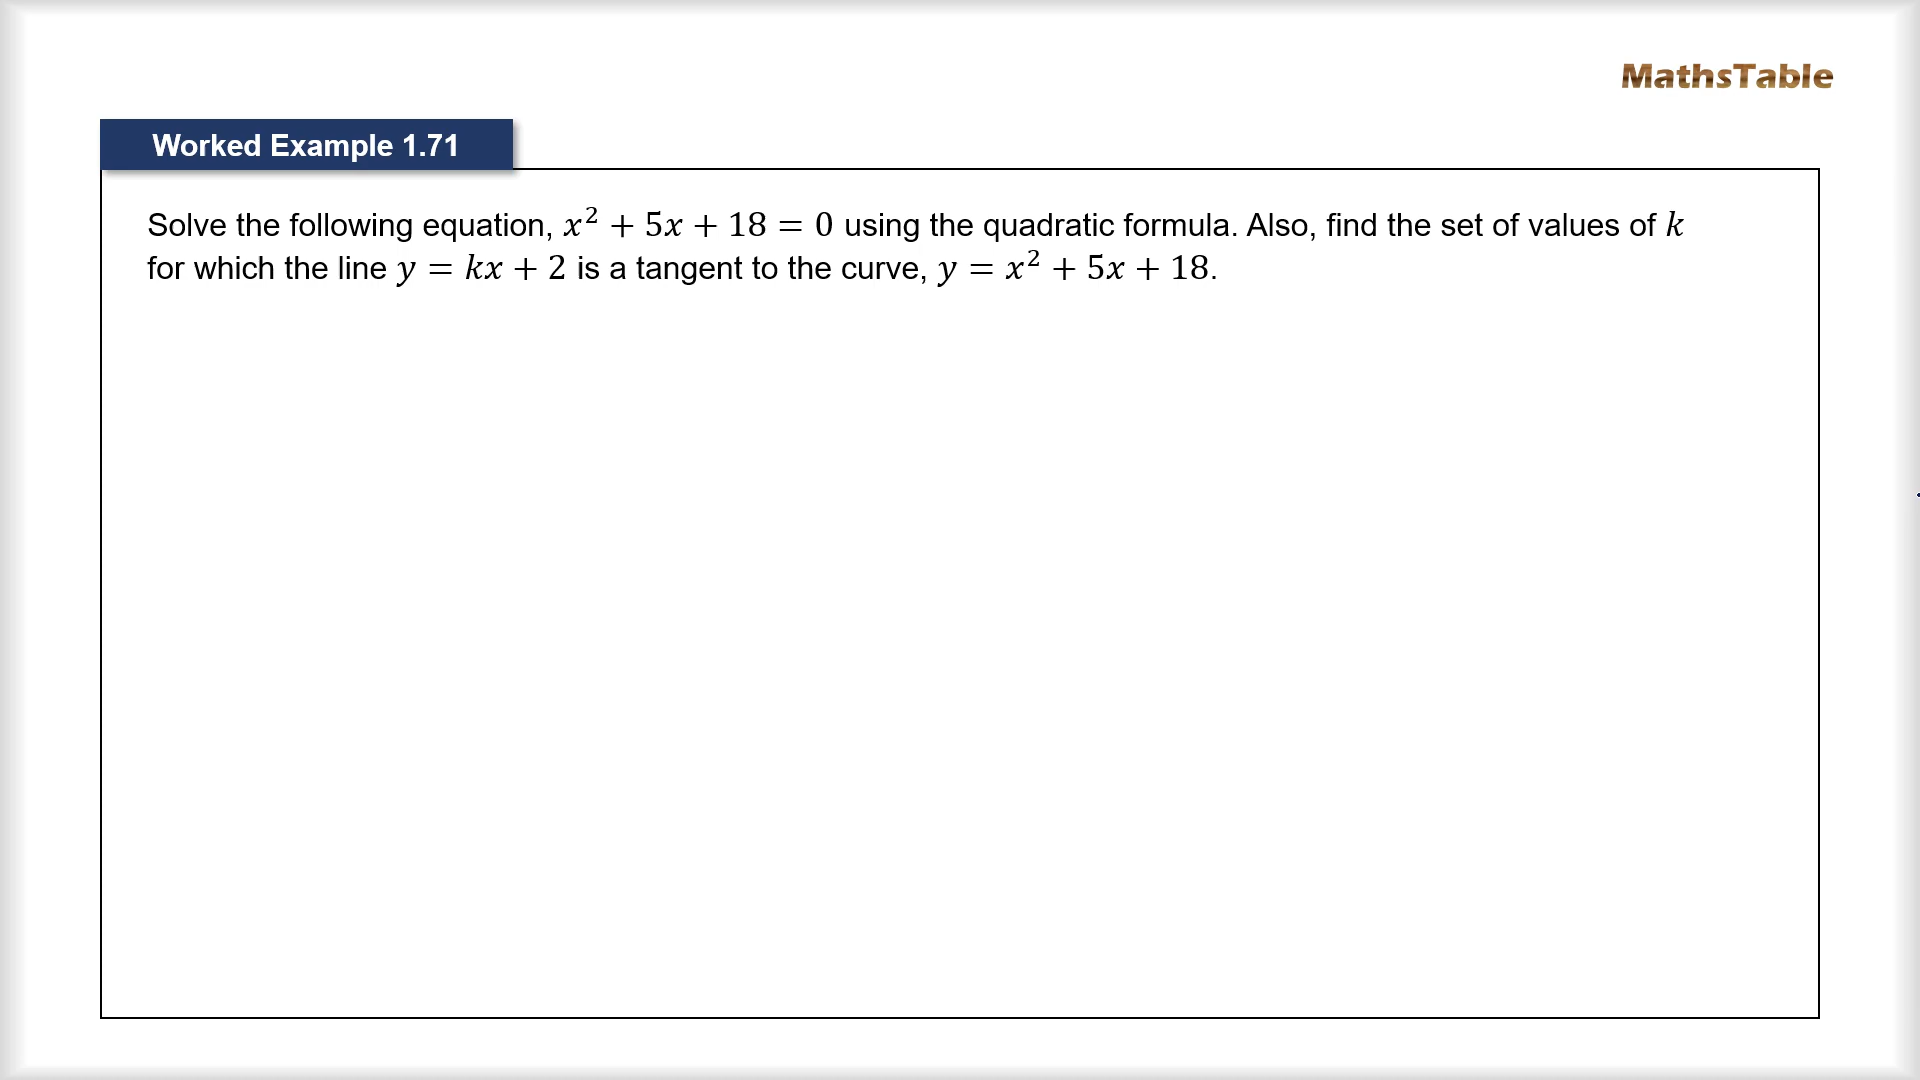 MathsTable
Worked Example 1.71
Solve the following equation, x² + 5x + 18 = 0 using the quadratic formula. Also, find the set of values of k
for which the line y = kx + 2 is a tangent to the curve, y = x² + 5x + 18.